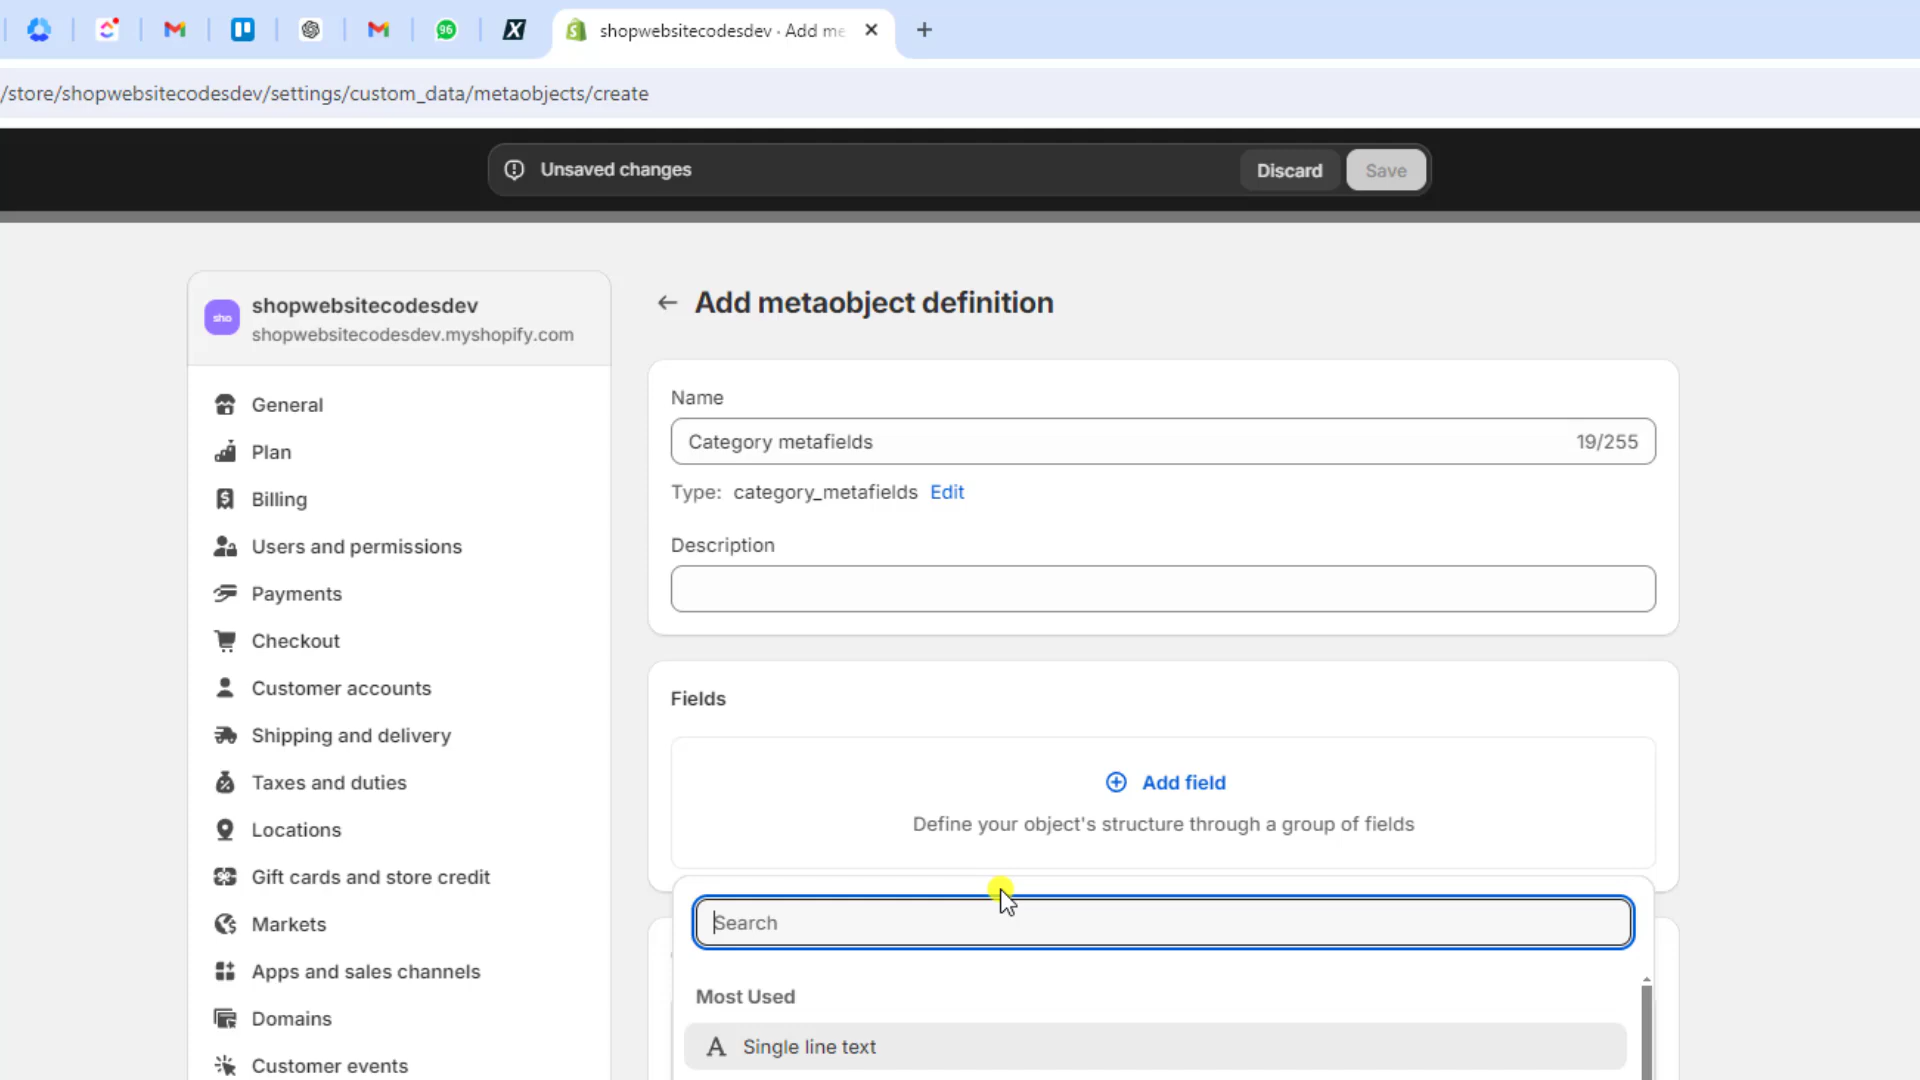 96
shopwebsitecodesdev · Add me
/store/shopwebsitecodesdev/settings/custom_data/metaobjects/create
Unsaved changes
Discard
Save
sho
shopwebsitecodesdev
shopwebsitecodesdev.myshopify.com
General
Plan
Billing
Users and permissions
Payments
Checkout
Customer accounts
Shipping and delivery
Taxes and duties
Locations
Gift cards and store credit
Markets
Apps and sales channels
Domains
Customer events
Add metaobject definition
Name
Category metafields 19/255
Type: category_metafields Edit
Description
Fields
Add field
Define your object's structure through a group of fields
Search
Most Used
A Single line text